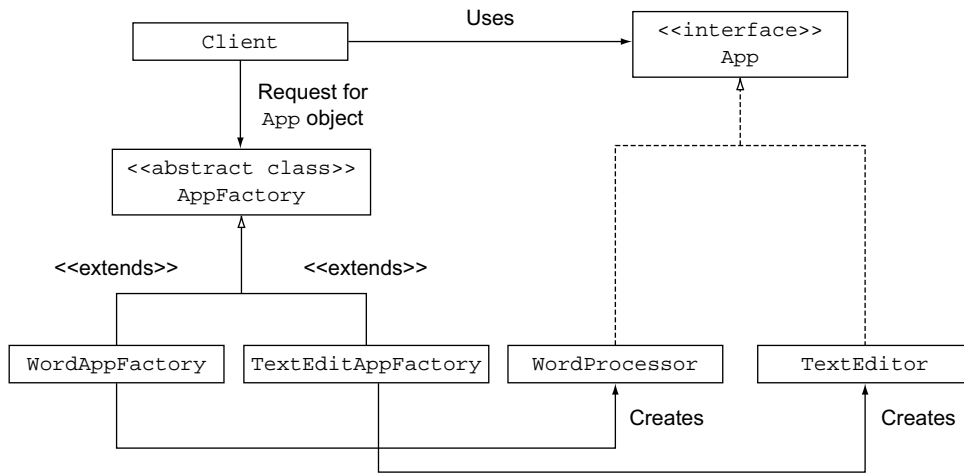 Uses
Client
<<interface>>
App
Request for
App object
<<abstract class>>
AppFactory
<<extends>>
<<extends>>
WordAppFactory
TextEditAppFactory
WordProcessor
TextEditor
Creates
Creates